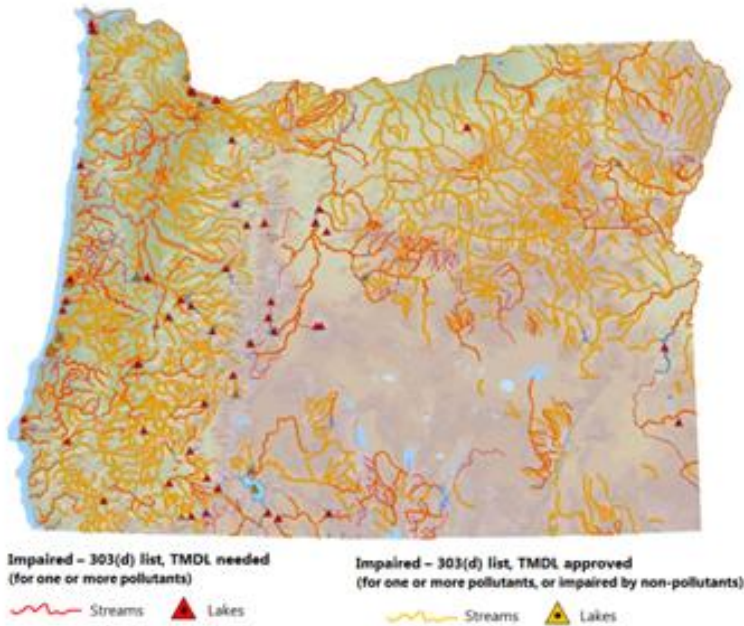 Impaired – 303(d) list, TMDL needed
(for one or more pollutants)
Streams Lakes
Impaired – 303(d) list, TMDL approved
(for one or more pollutants, or impaired by non-pollutants)
Streams Lakes